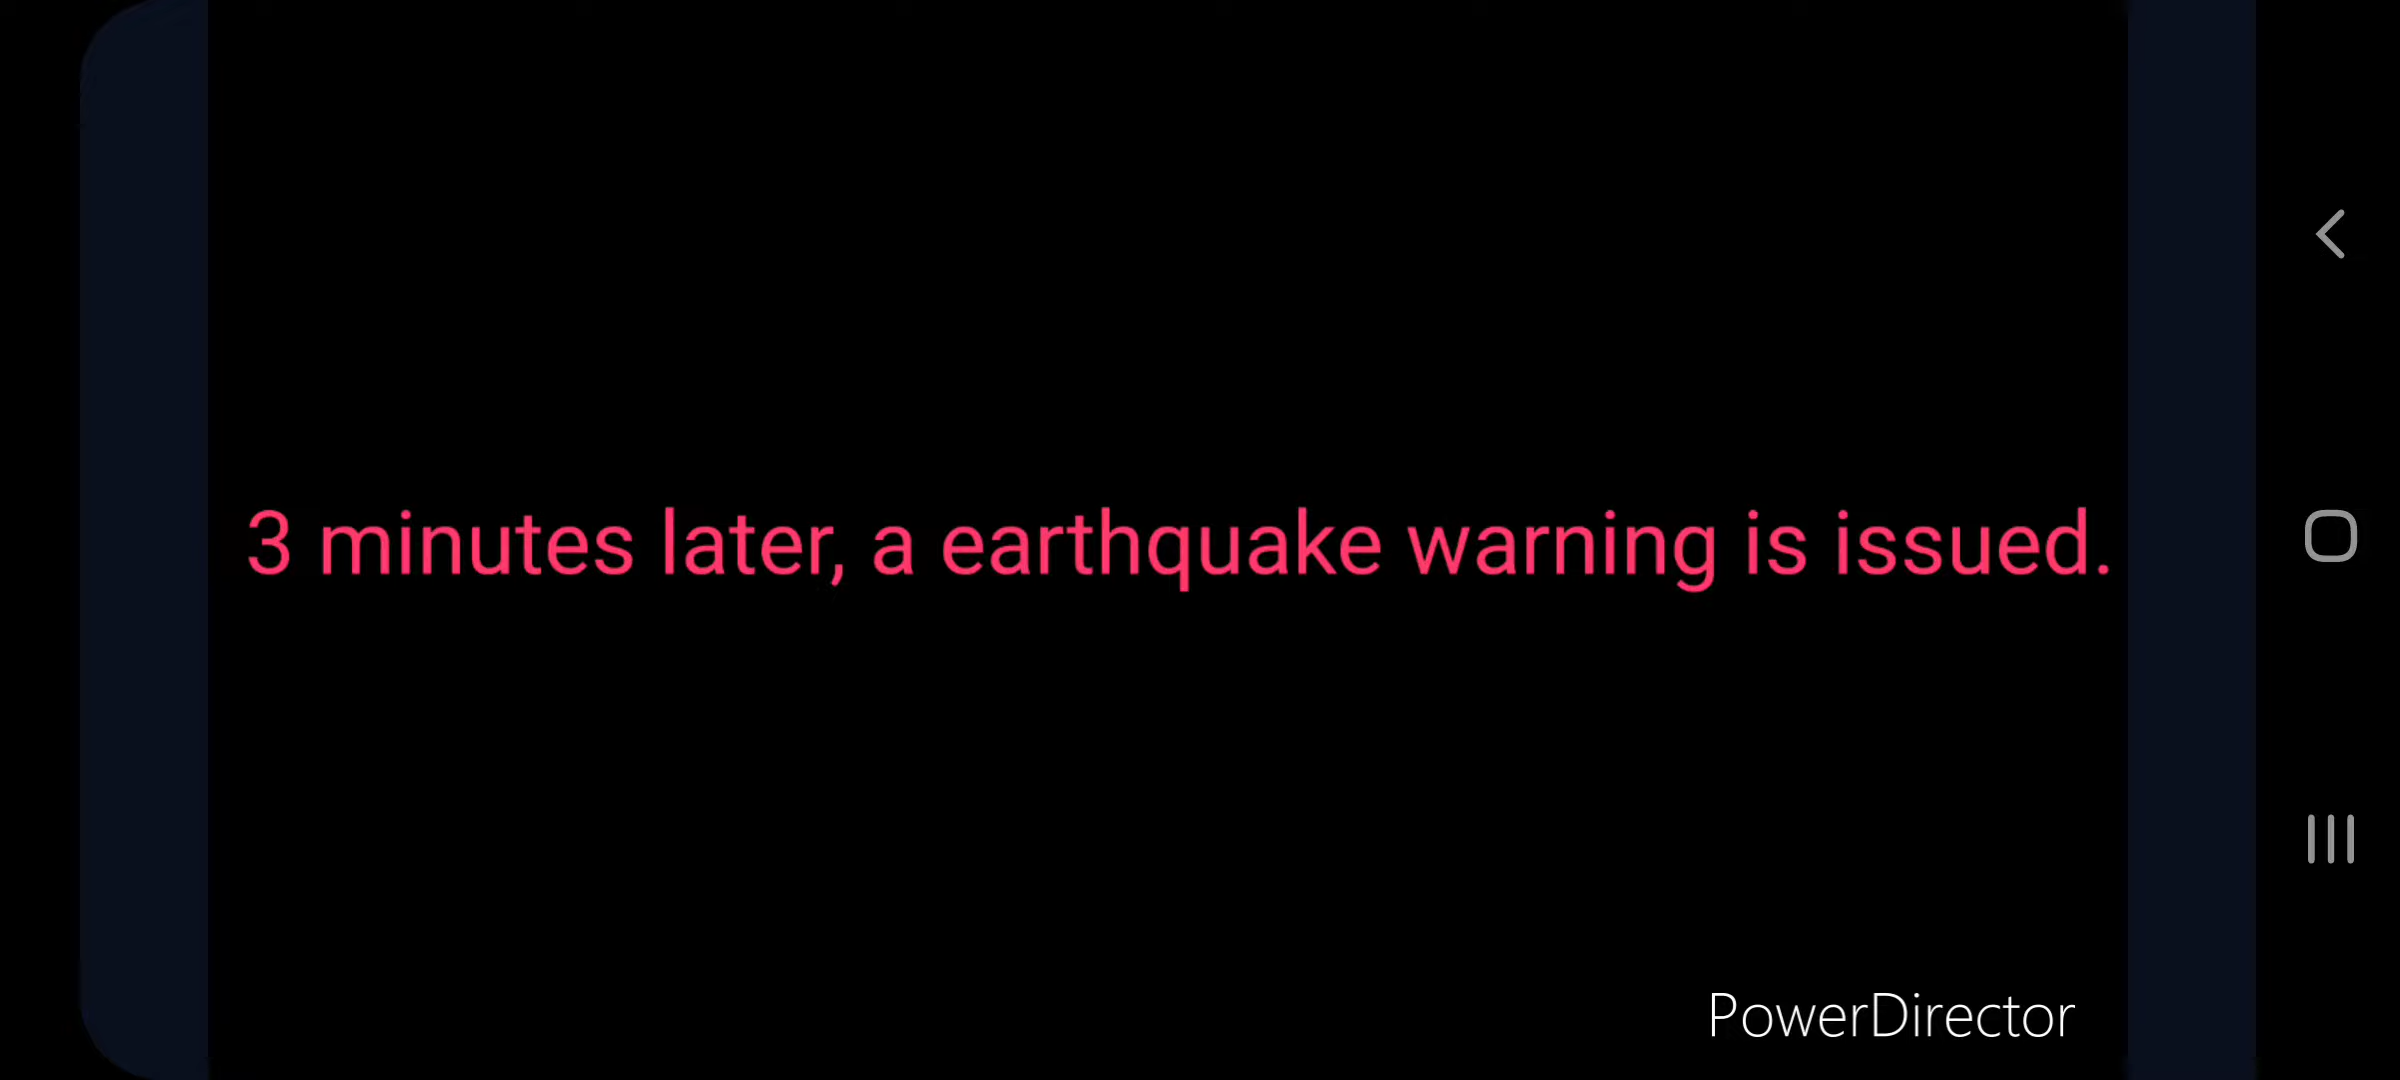 3 minutes later, a earthquake warning is issued.
PowerDirector